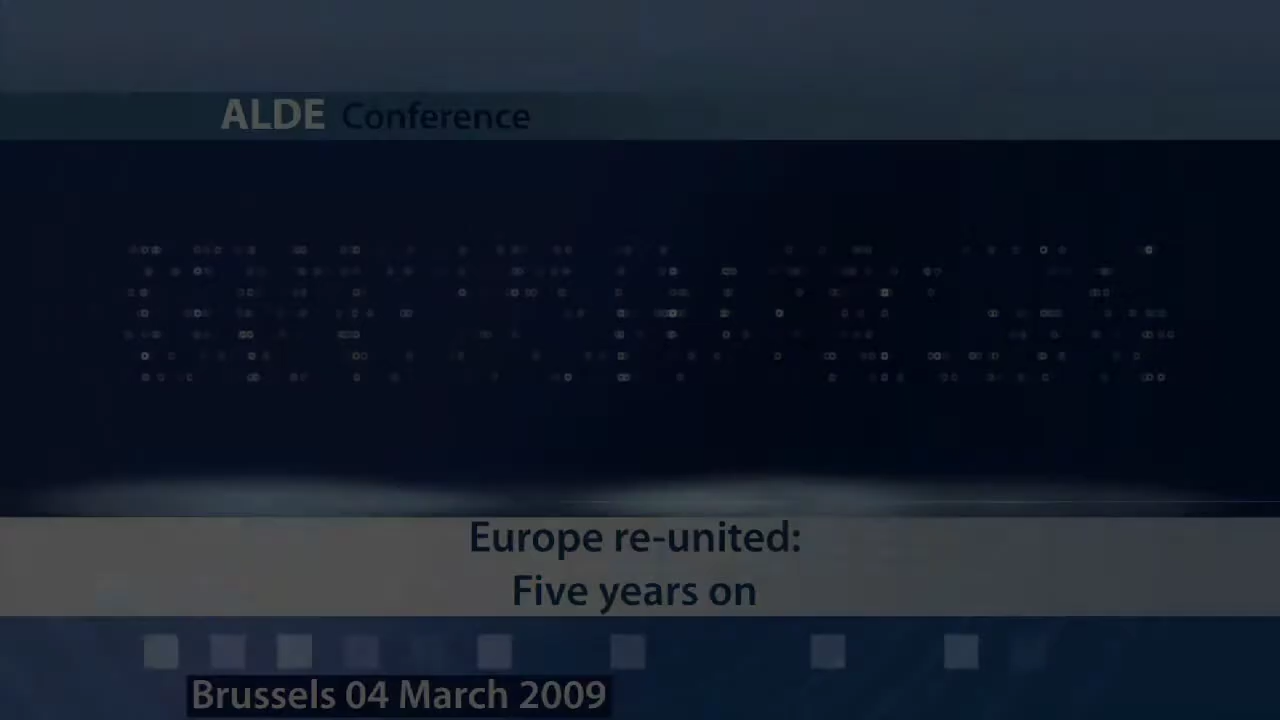 ALDE Conference
Europe re-united:
Five years on
Brussels 04 March 2009